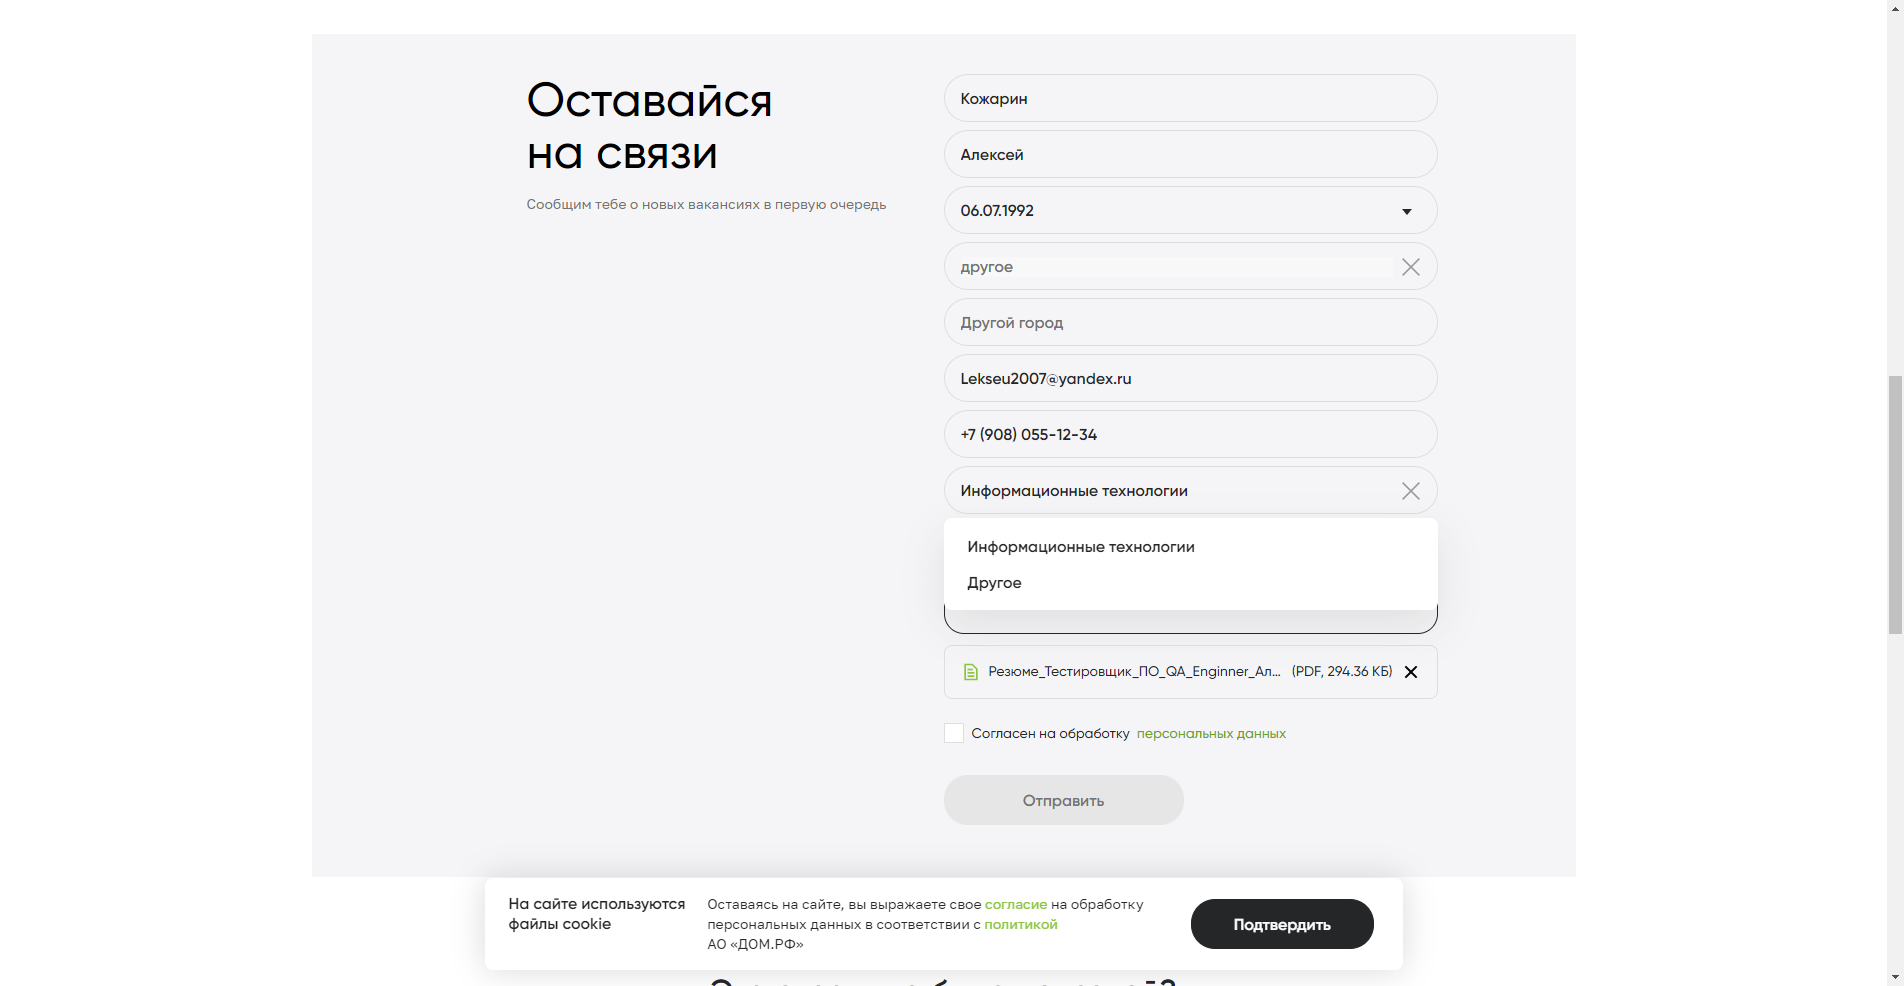 Оставайся
на связи
Сообщим тебе о новых вакансиях в первую очередь
Кожарин
Алексей
06.07.1992
другое
Другой город
Lekseu2007@yandex.ru
+7 (908) 055-12-34
Информационные технологии
Информационные технологии
Другое
Резюме_Тестировщик_ПО_QA_Enginner_Ал... (PDF, 294.36 КБ)
Согласен на обработку персональных данных
Отправить
На сайте используются
файлы cookie
Оставаясь на сайте, вы выражаете свое согласие на обработку
персональных данных в соответствии с политикой
АО «ДОМ.РФ»
Подтвердить